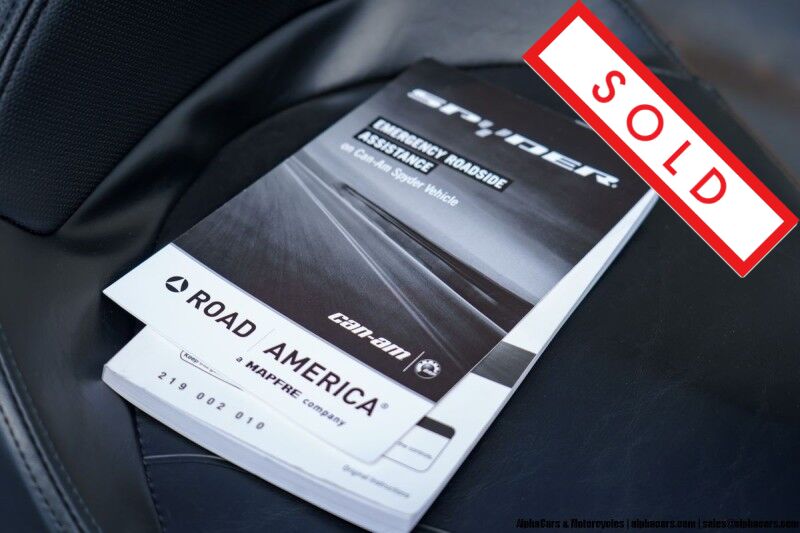 SOLD
SPYDER
EMERGENCY ROADSIDE
ASSISTANCE
on Can-Am Spyder Vehicle
can-am
ROAD AMERICA®
a MAPFRE company
Keep
219 002 010
Original Instructions
AlphaCars & Motorcycles | alphacars.com | sales@alphacars.com